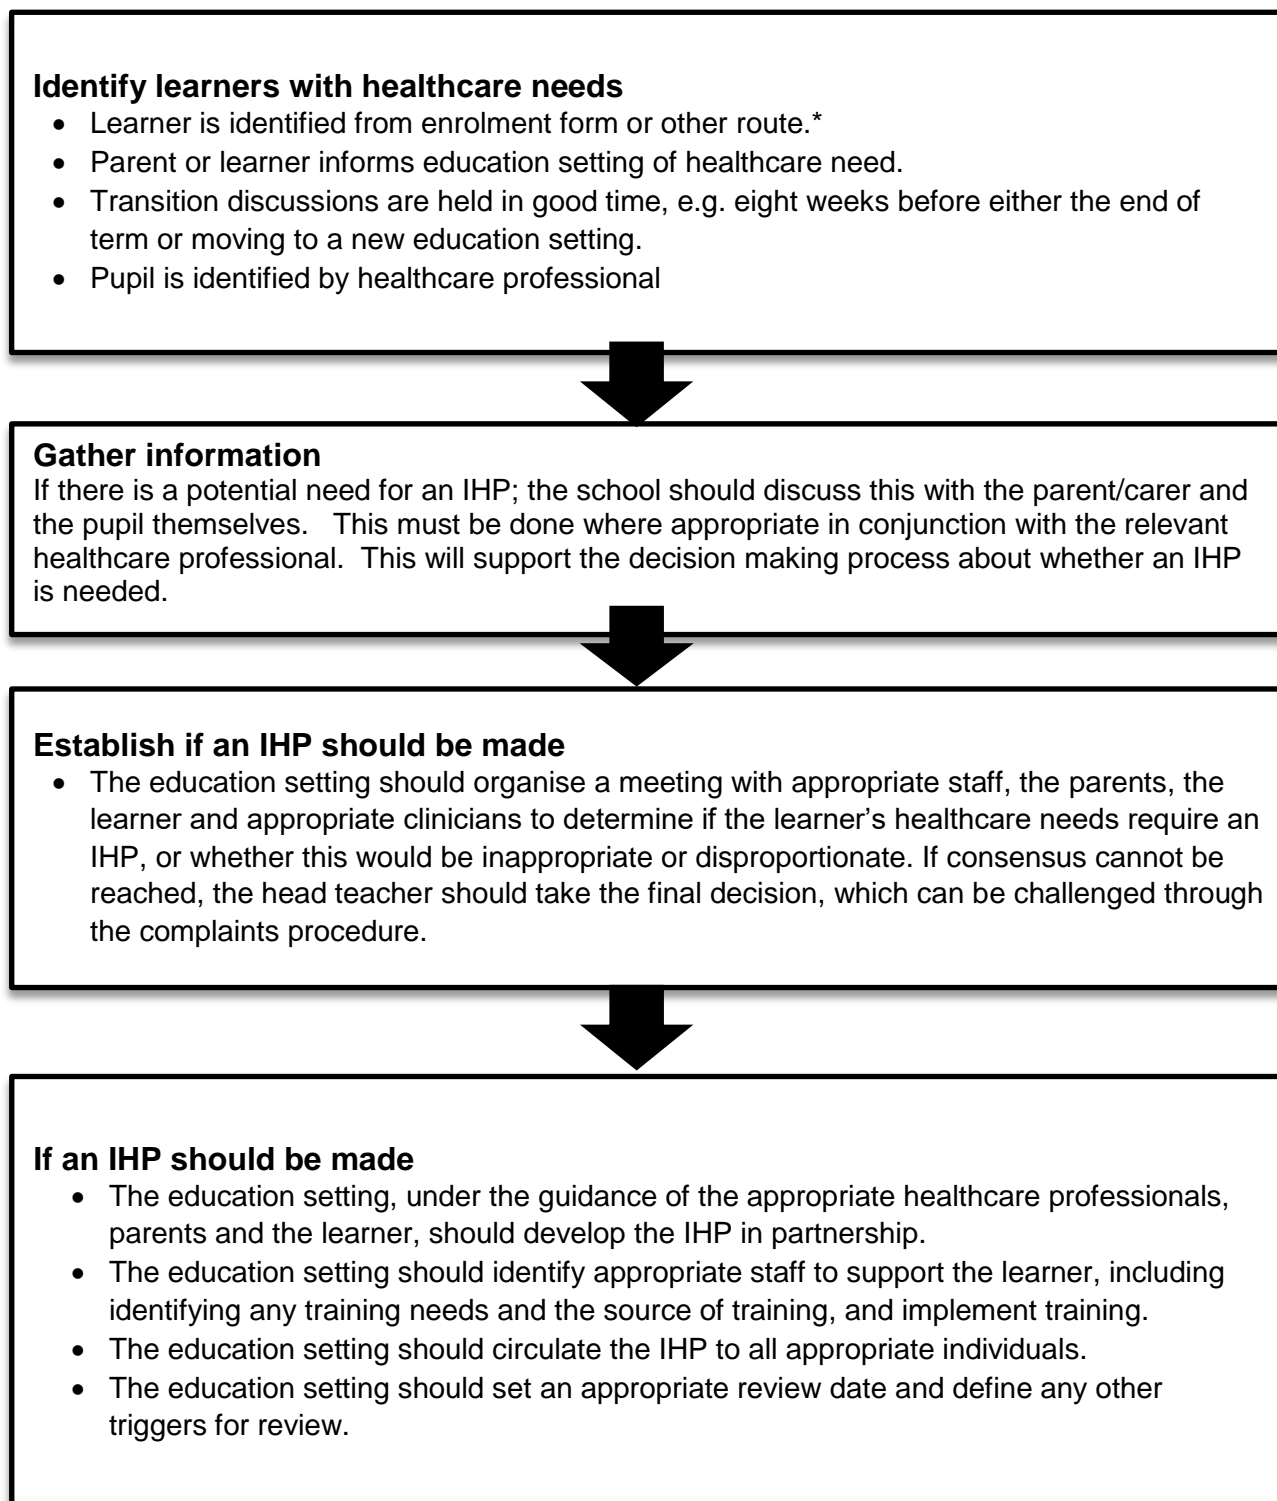 Identify learners with healthcare needs
• Learner is identified from enrolment form or other route.*
• Parent or learner informs education setting of healthcare need.
• Transition discussions are held in good time, e.g. eight weeks before either the end of
term or moving to a new education setting.
• Pupil is identified by healthcare professional
Gather information
If there is a potential need for an IHP; the school should discuss this with the parent/carer and
the pupil themselves.   This must be done where appropriate in conjunction with the relevant
healthcare professional.  This will support the decision making process about whether an IHP
is needed.
Establish if an IHP should be made
• The education setting should organise a meeting with appropriate staff, the parents, the
learner and appropriate clinicians to determine if the learner’s healthcare needs require an
IHP, or whether this would be inappropriate or disproportionate. If consensus cannot be
reached, the head teacher should take the final decision, which can be challenged through
the complaints procedure.
If an IHP should be made
• The education setting, under the guidance of the appropriate healthcare professionals,
parents and the learner, should develop the IHP in partnership.
• The education setting should identify appropriate staff to support the learner, including
identifying any training needs and the source of training, and implement training.
• The education setting should circulate the IHP to all appropriate individuals.
• The education setting should set an appropriate review date and define any other
triggers for review.